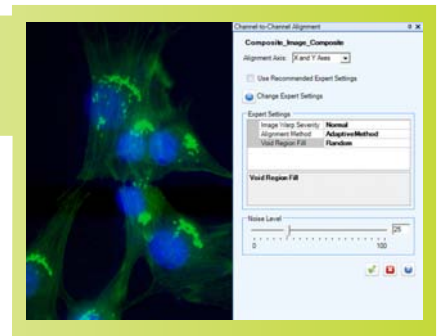 Channel-to-Channel Alignment
Composite_Image_Composite
Alignment Axis: X and Y Axes
Use Recommended Expert Settings
Change Expert Settings
Expert Settings
Image Warp Severity Normal
Alignment Method AdaptiveMethod
Void Region Fill Random
Void Region Fill
Noise Level
25
0 100